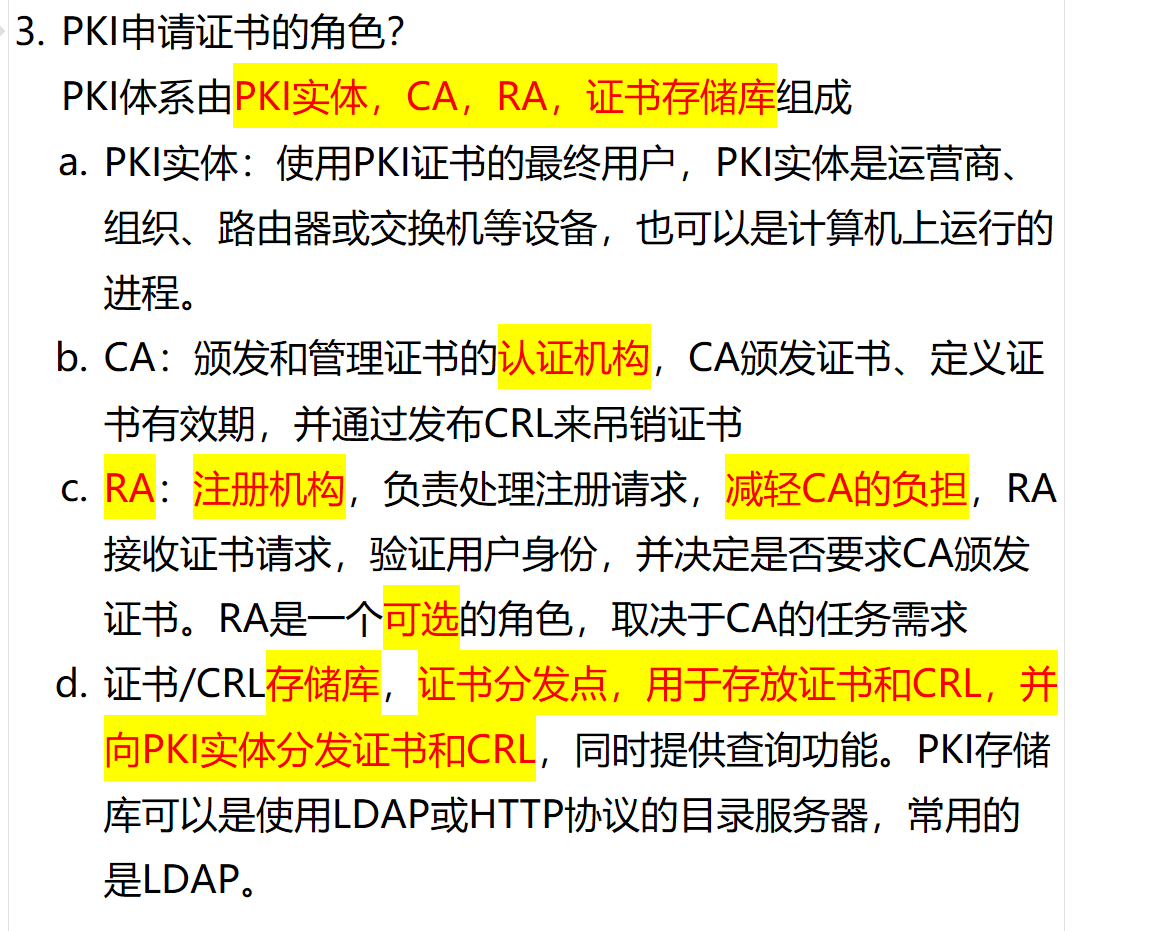 3. PKI申请证书的角色？
PKI体系由PKI实体，CA，RA，证书存储库组成
a. PKI实体：使用PKI证书的最终用户，PKI实体是运营商、
组织、路由器或交换机等设备，也可以是计算机上运行的
进程。
b. CA：颁发和管理证书的认证机构，CA颁发证书、定义证
书有效期，并通过发布CRL来吊销证书
c. RA：注册机构，负责处理注册请求，减轻CA的负担，RA
接收证书请求，验证用户身份，并决定是否要求CA颁发
证书。RA是一个可选的角色，取决于CA的任务需求
d. 证书/CRL存储库，证书分发点，用于存放证书和CRL，并
向PKI实体分发证书和CRL，同时提供查询功能。PKI存储
库可以是使用LDAP或HTTP协议的目录服务器，常用的
是LDAP。